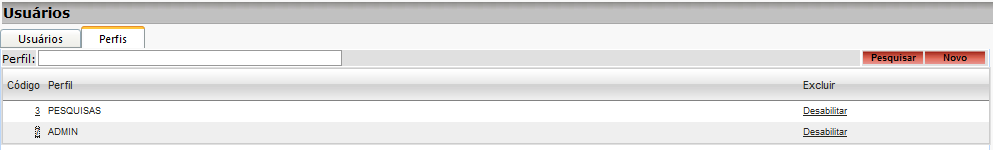 Usuários
Usuários Perfis
Perfil: Pesquisar Novo
Código Perfil Excluir
3 PESQUISAS Desabilitar
ADMIN Desabilitar